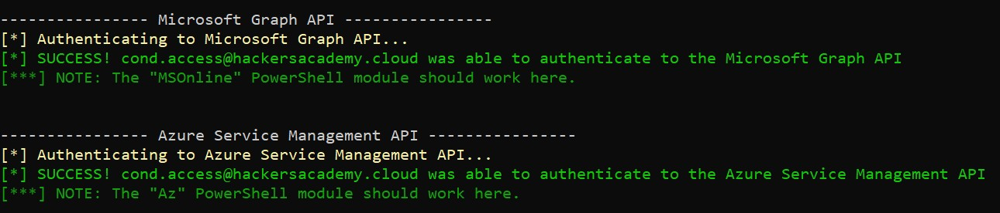 ---------------- Microsoft Graph API ----------------
[*] Authenticating to Microsoft Graph API...
[*] SUCCESS! cond.access@hackersacademy.cloud was able to authenticate to the Microsoft Graph API
[***] NOTE: The "MSOnline" PowerShell module should work here.
---------------- Azure Service Management API ----------------
[*] Authenticating to Azure Service Management API...
[*] SUCCESS! cond.access@hackersacademy.cloud was able to authenticate to the Azure Service Management API
[***] NOTE: The "Az" PowerShell module should work here.